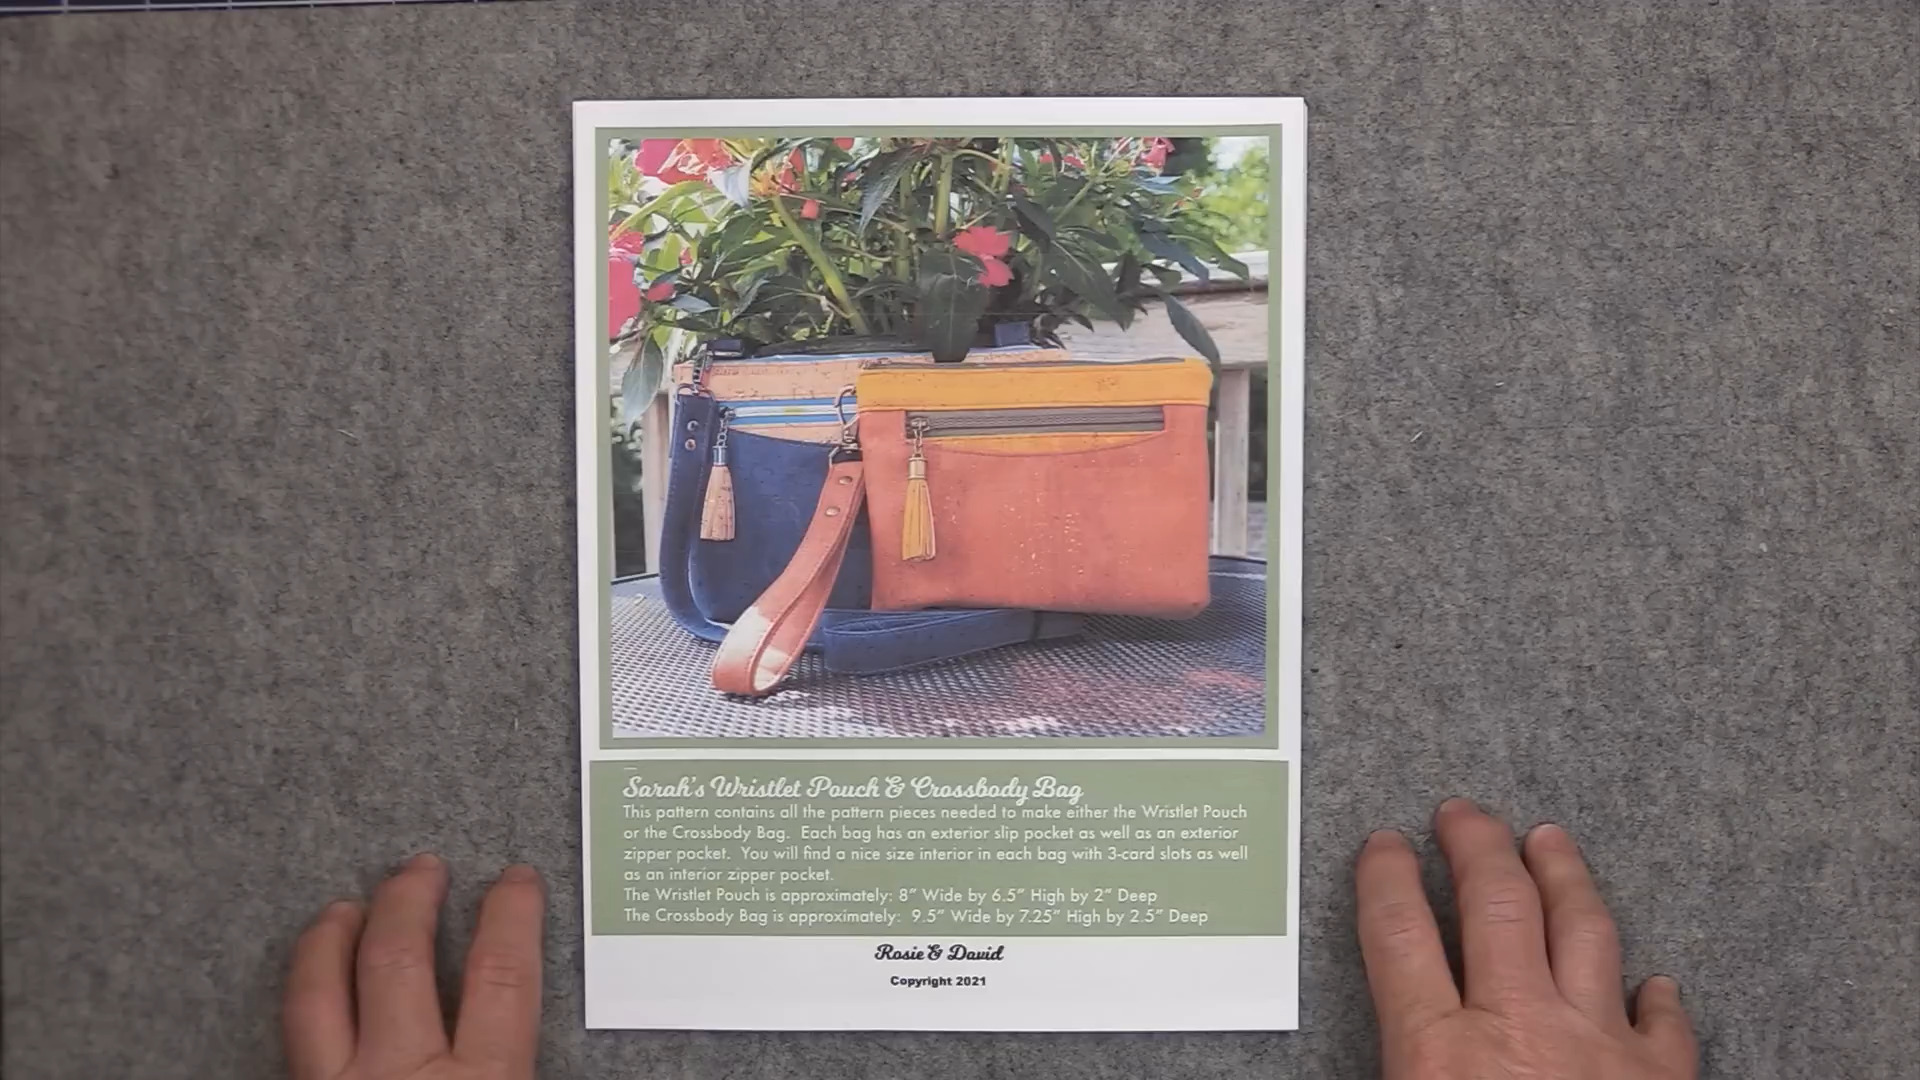 Sarah's Wristlet Pouch & Crossbody Bag
This pattern contains all the pattern pieces needed to make either the Wristlet Pouch
or the Crossbody Bag. Each bag has an exterior slip pocket as well as an exterior
zipper pocket. You will find a nice size interior in each bag with 3-card slots as well
as an interior zipper pocket.
The Wristlet Pouch is approximately: 8" Wide by 6.5" High by 2" Deep
The Crossbody Bag is approximately: 9.5" Wide by 7.25" High by 2.5" Deep
Rosie & David
Copyright 2021